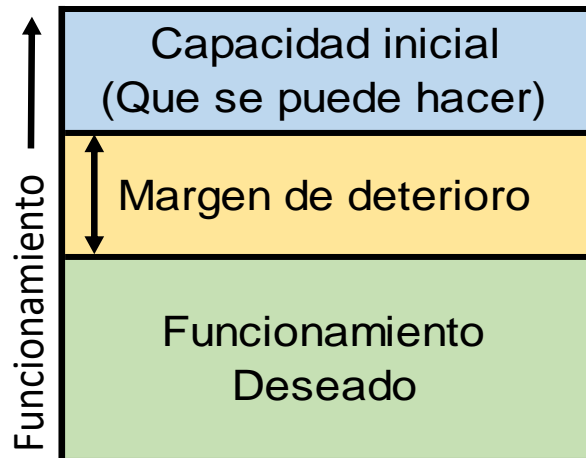 Funcionamiento
Capacidad inicial
(Que se puede hacer)
Margen de deterioro
Funcionamiento
Deseado